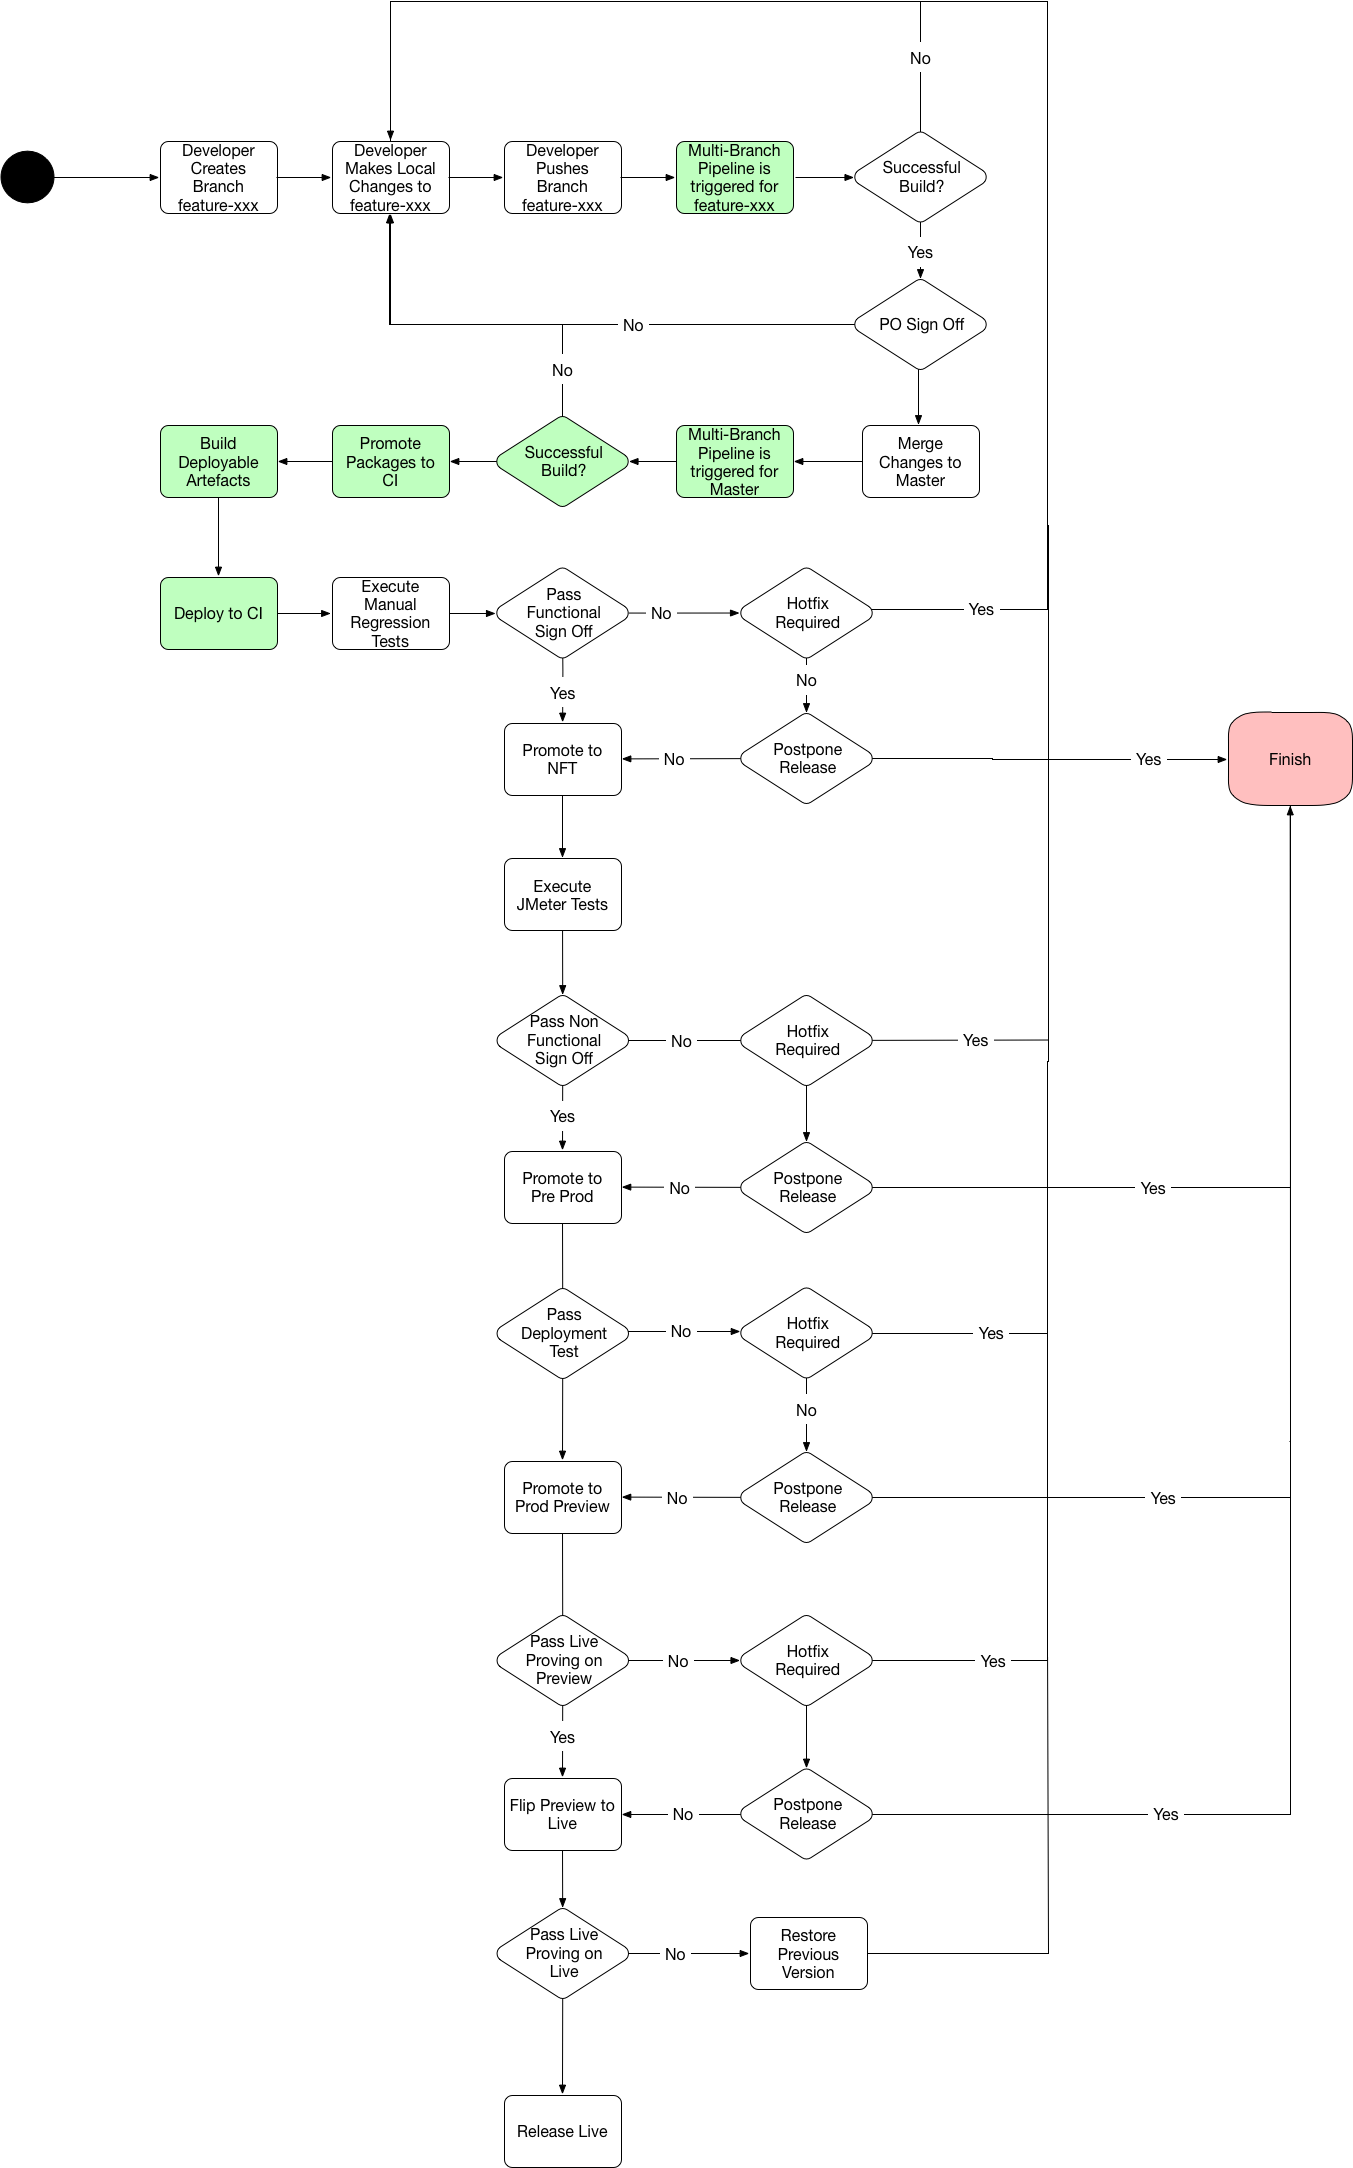 No
Developer
Creates
Branch
feature-xxx
Developer
Makes Local
Changes to
feature-xxx
Developer
Pushes
Branch
feature-xxx
Multi-Branch
Pipeline is
triggered for
feature-xxx
Successful
Build?
Yes
PO Sign Off
No
No
Build
Deployable
Artefacts
Promote
Packages to
CI
Successful
Build?
Multi-Branch
Pipeline is
triggered for
Master
Merge
Changes to
Master
Deploy to CI
Execute
Manual
Regression
Tests
Pass
Functional
Sign Off
No
Hotfix
Required
Yes
Yes
No
Promote to
NFT
No
Postpone
Release
Yes
Finish
Execute
JMeter Tests
Pass Non
Functional
Sign Off
No
Hotfix
Required
Yes
Yes
Promote to
Pre Prod
No
Postpone
Release
Yes
Pass
Deployment
Test
No
Hotfix
Required
Yes
No
Promote to
Prod Preview
No
Postpone
Release
Yes
Pass Live
Proving on
Preview
No
Hotfix
Required
Yes
Yes
Flip Preview to
Live
No
Postpone
Release
Yes
Pass Live
Proving on
Live
No
Restore
Previous
Version
Release Live